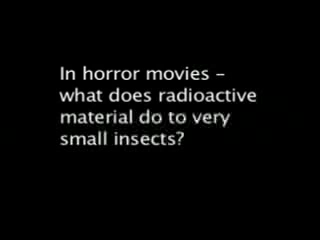 In horror movies –
what does radioactive
material do to very
small insects?